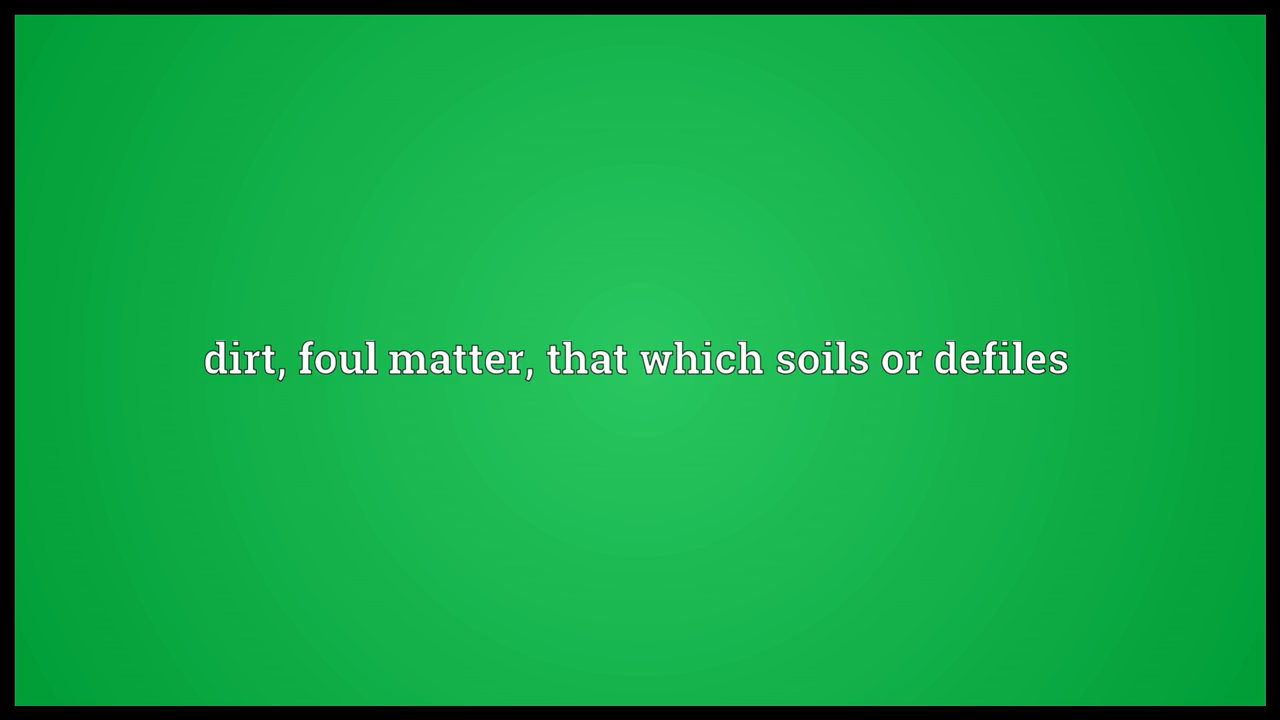 dirt, foul matter, that which soils or defiles